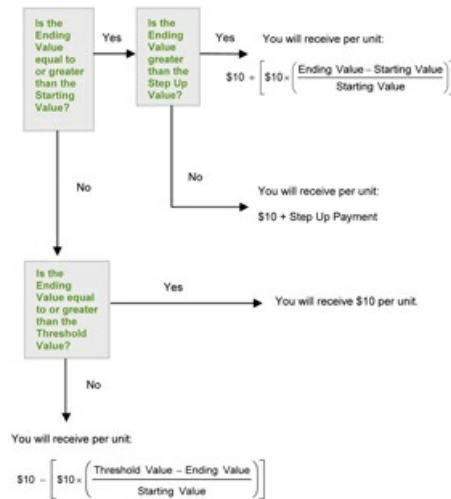 Is the
Ending
Value
equal to
or greater
than the
Starting
Value?
Yes
Is the
Ending
Value
greater
than the
Step Up
Value?
Yes
You will receive per unit:
$10 + [$10 × (Ending Value – Starting Value / Starting Value)]
No
No
You will receive per unit:
$10 + Step Up Payment
Is the
Ending
Value equal
to or greater
than the
Threshold
Value?
Yes
You will receive $10 per unit.
No
You will receive per unit:
$10 – [$10 × (Threshold Value – Ending Value / Starting Value)]